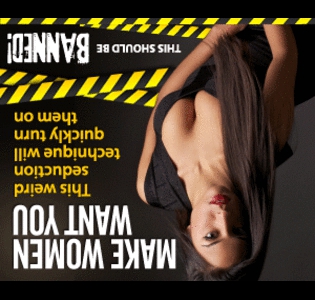 MAKE WOMEN
WANT YOU
This weird
seduction
technique will
quickly turn
them on
THIS SHOULD BE BANNED!